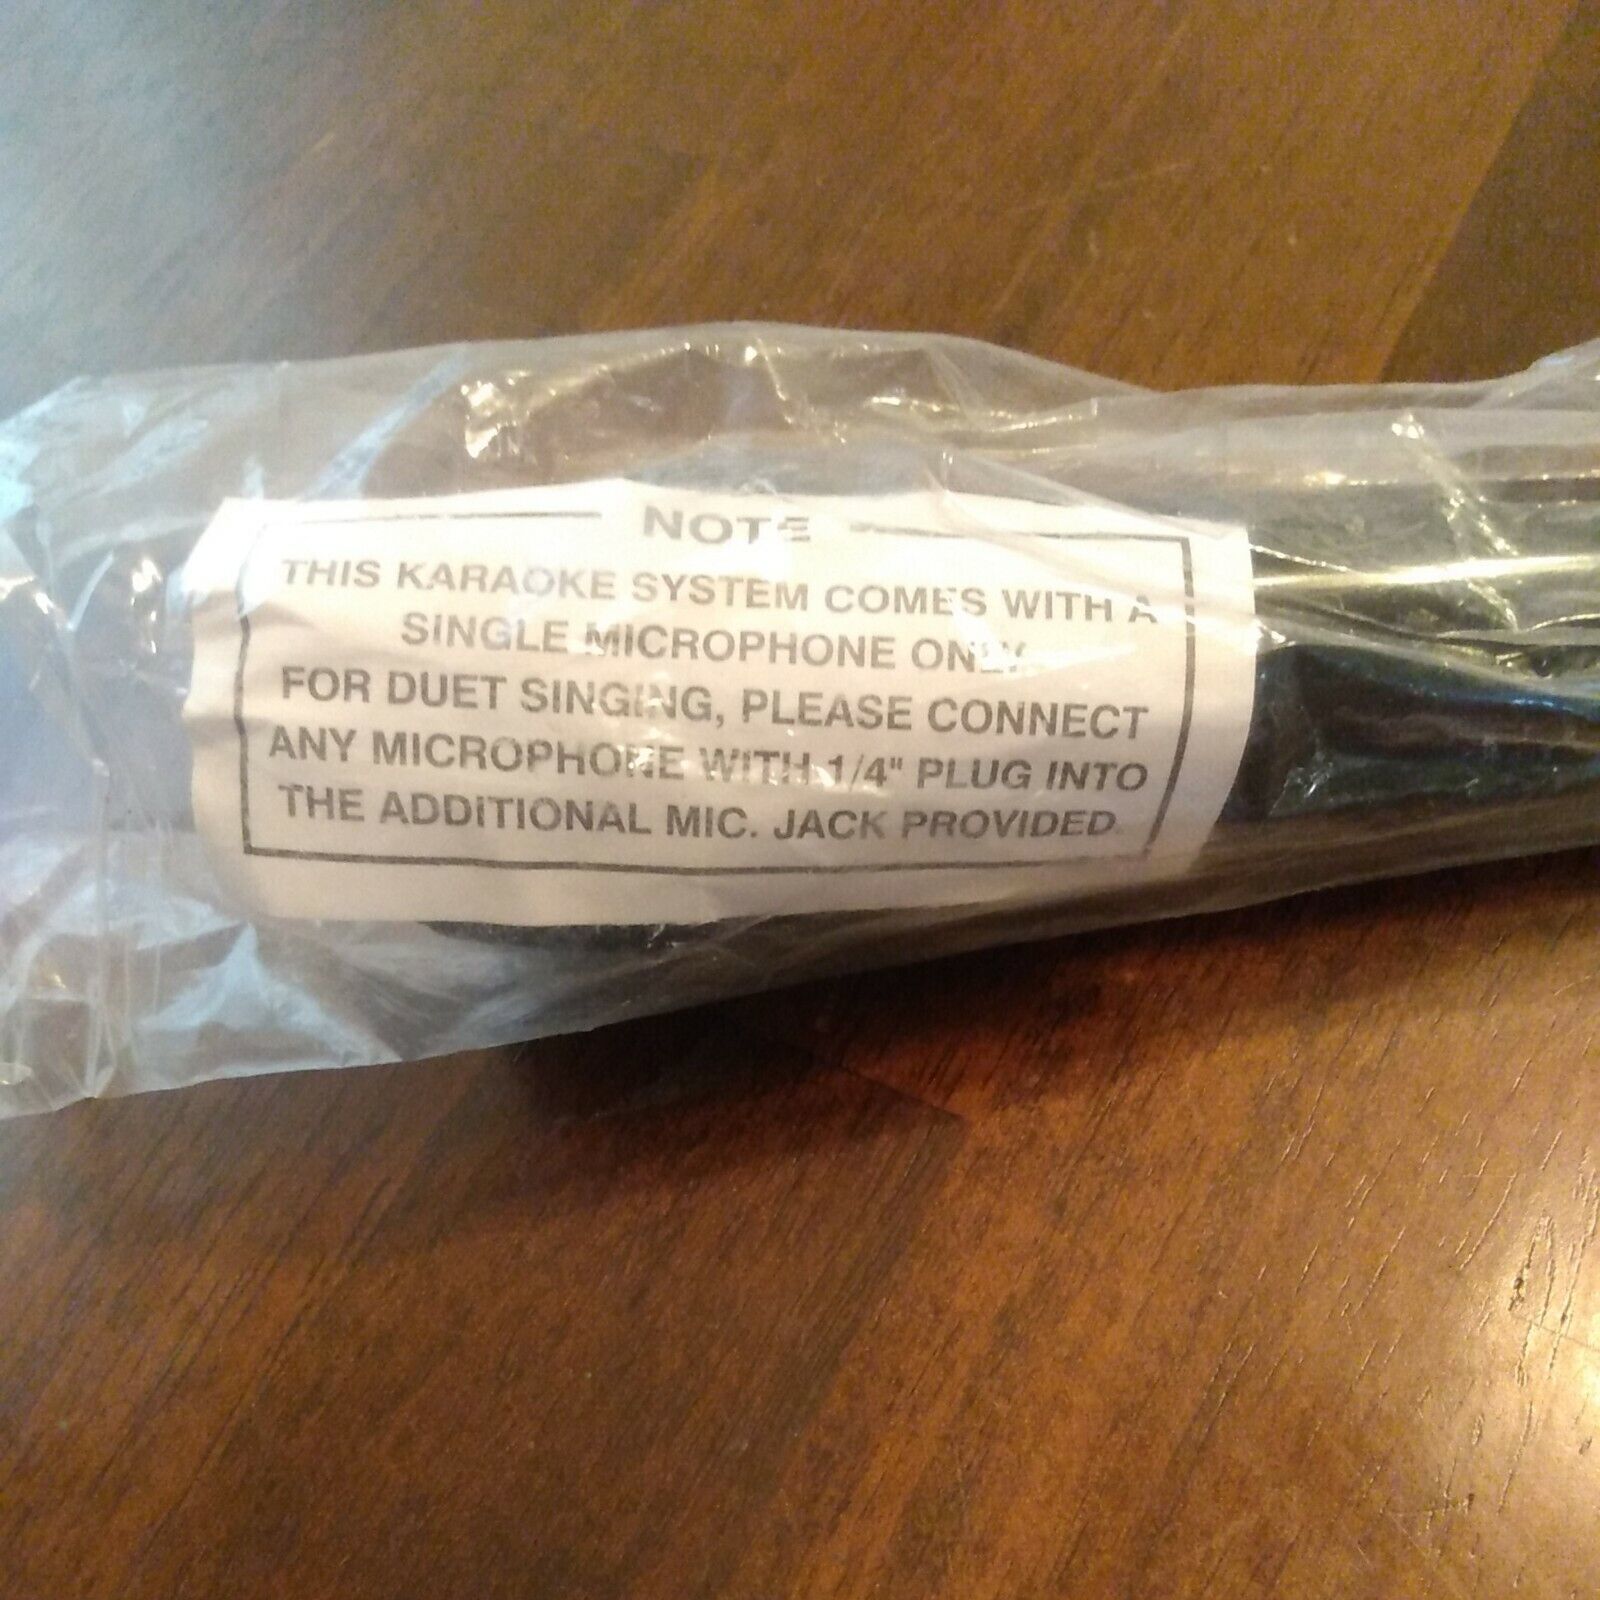 NOTE
THIS KARAOKE SYSTEM COMES WITH A
SINGLE MICROPHONE ONLY.
FOR DUET SINGING, PLEASE CONNECT
ANY MICROPHONE WITH 1/4" PLUG INTO
THE ADDITIONAL MIC. JACK PROVIDED.